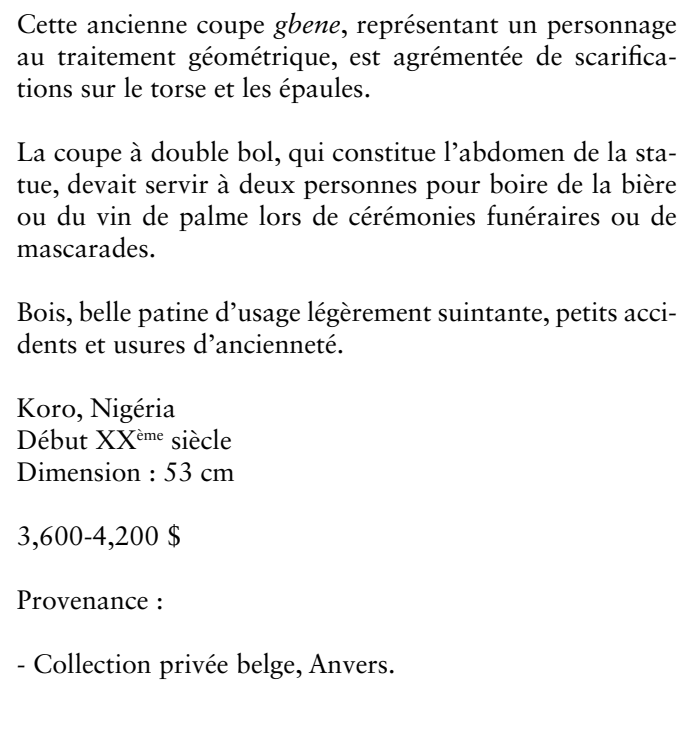 Cette ancienne coupe gbene, représentant un personnage
au traitement géométrique, est agrémentée de scarifica-
tions sur le torse et les épaules.
La coupe à double bol, qui constitue l’abdomen de la sta-
tue, devait servir à deux personnes pour boire de la bière
ou du vin de palme lors de cérémonies funéraires ou de
mascarades.
Bois, belle patine d’usage légèrement suintante, petits acci-
dents et usures d’ancienneté.
Koro, Nigéria
Début XXème siècle
Dimension : 53 cm
3,600-4,200 $
Provenance :
- Collection privée belge, Anvers.